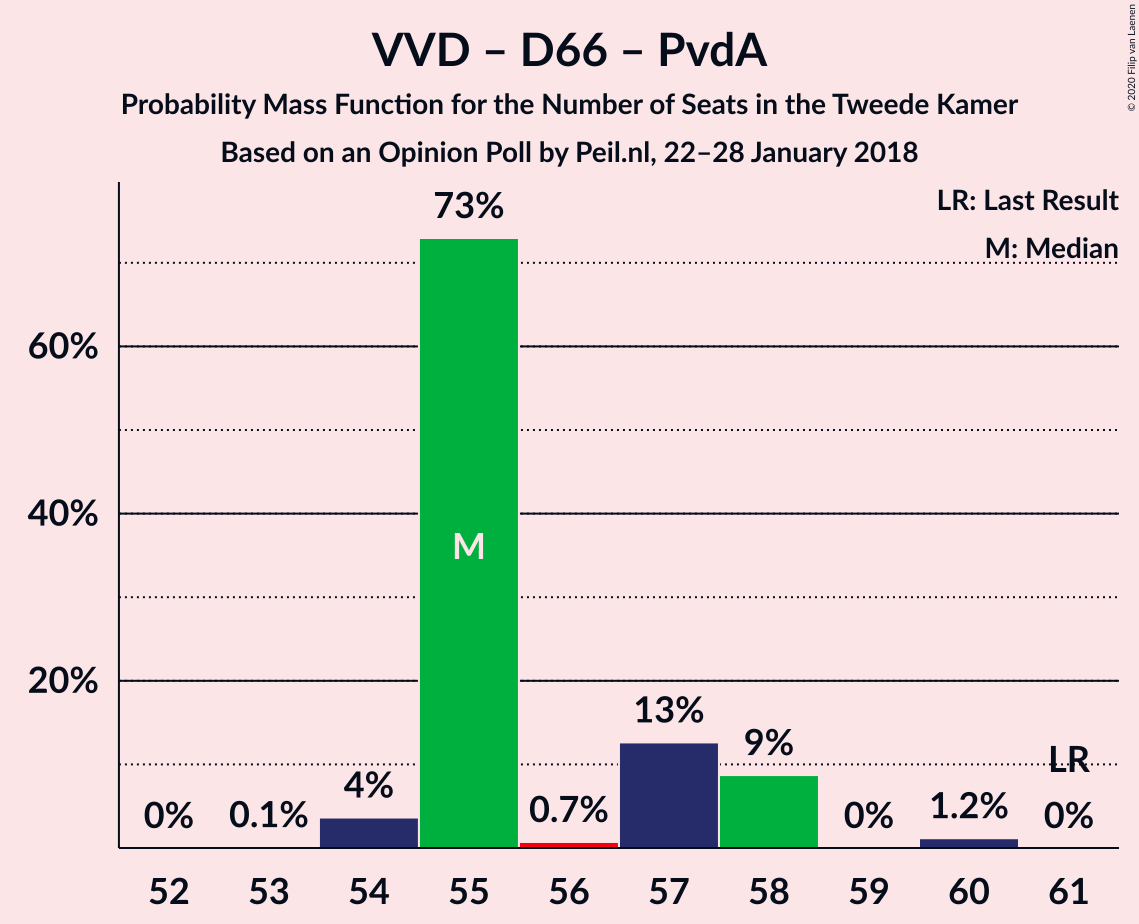 VVD – D66 – PvdA
Probability Mass Function for the Number of Seats in the Tweede Kamer
Based on an Opinion Poll by Peil.nl, 22–28 January 2018
© 2020 Filip van Laenen
LR: Last Result
M: Median
60%
40%
20%
0%
0.1%
4%
73%
M
0.7%
13%
9%
0%
1.2%
LR
0%
52 53 54 55 56 57 58 59 60 61